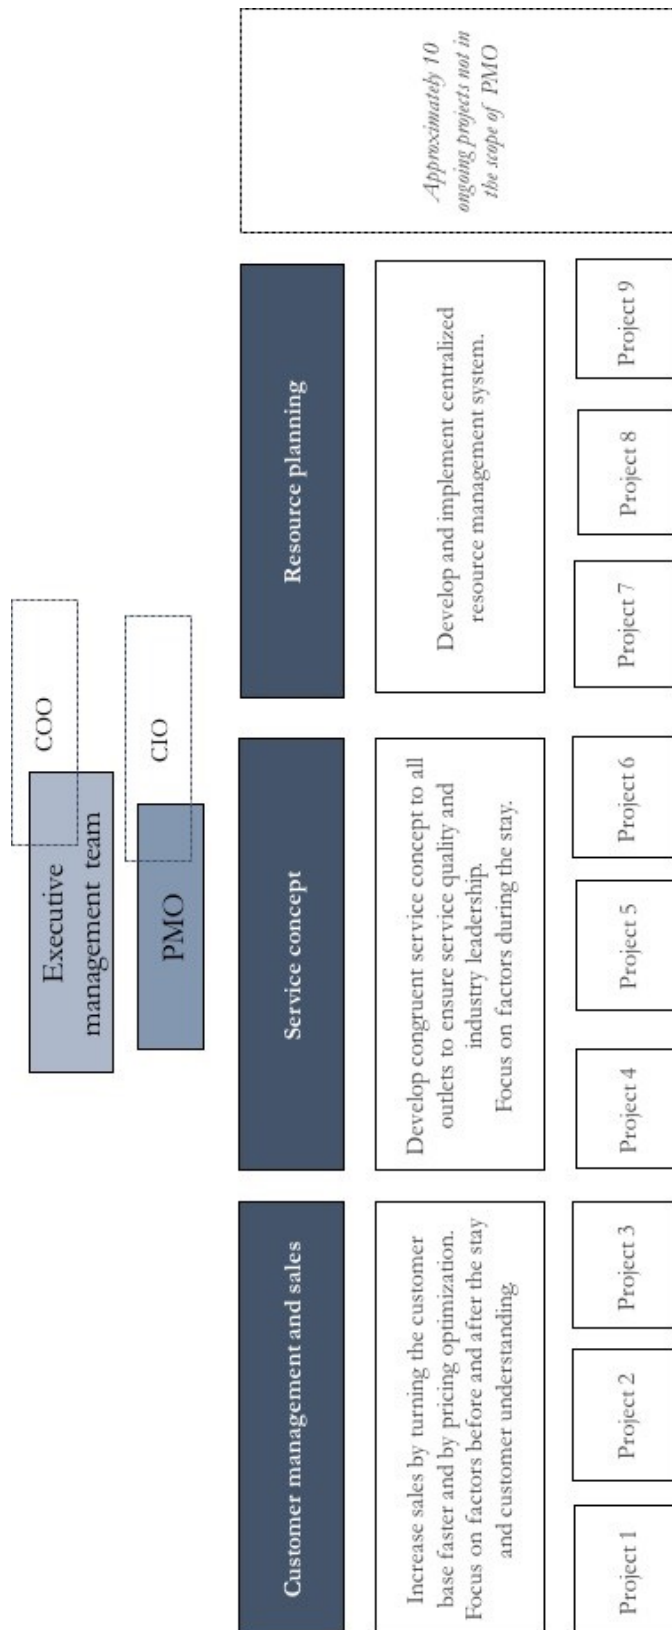 COO
Executive
management team
CIO
PMO
Customer management and sales
Service concept
Resource planning
Increase sales by turning the customer
base faster and by pricing optimization.
Focus on factors before and after the stay
and customer understanding.
Develop congruent service concept to all
outlets to ensure service quality and
industry leadership.
Focus on factors during the stay.
Develop and implement centralized
resource management system.
Approximately 10
ongoing projects not in
the scope of PMO
Project 1
Project 2
Project 3
Project 4
Project 5
Project 6
Project 7
Project 8
Project 9